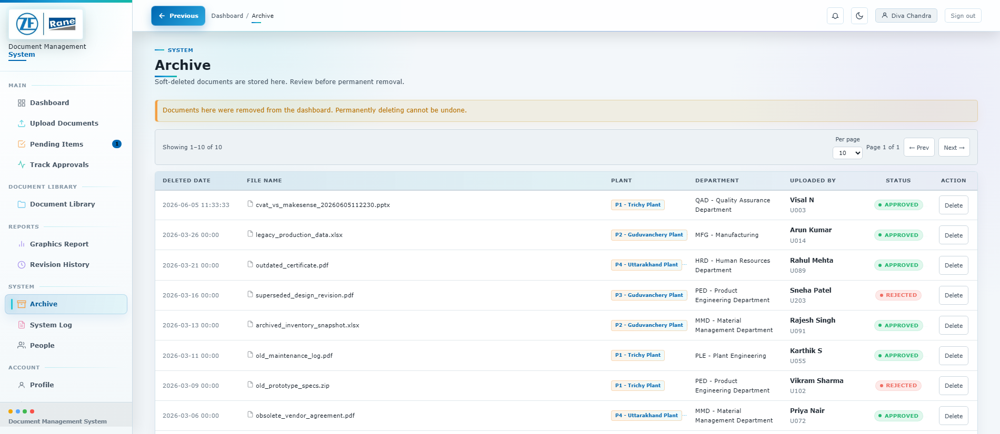 ZF Rane
Document Management
System
MAIN
Dashboard
Upload Documents
Pending Items 1
Track Approvals
DOCUMENT LIBRARY
Document Library
REPORTS
Graphics Report
Revision History
SYSTEM
Archive
System Log
People
ACCOUNT
Profile
Document Management System
← Previous Dashboard / Archive
Diva Chandra Sign out
SYSTEM
Archive
Soft-deleted documents are stored here. Review before permanent removal.
Documents here were removed from the dashboard. Permanently deleting cannot be undone.
Showing 1–10 of 10
Per page
10
Page 1 of 1
← Prev
Next →
DELETED DATE FILE NAME PLANT DEPARTMENT UPLOADED BY STATUS ACTION
2026-06-05 11:33:33 cvat_vs_makesense_20260605112230.pptx P1 - Trichy Plant QAD - Quality Assurance Department Visal N U003 APPROVED Delete
2026-03-26 00:00 legacy_production_data.xlsx P2 - Guduvanchery Plant MFG - Manufacturing Arun Kumar U014 APPROVED Delete
2026-03-21 00:00 outdated_certificate.pdf P4 - Uttarakhand Plant ... HRD - Human Resources Department Rahul Mehta U089 APPROVED Delete
2026-03-16 00:00 superseded_design_revision.pdf P3 - Guduvanchery Plant PED - Product Engineering Department Sneha Patel U203 REJECTED Delete
2026-03-13 00:00 archived_inventory_snapshot.xlsx P2 - Guduvanchery Plant MMD - Material Management Department Rajesh Singh U091 APPROVED Delete
2026-03-11 00:00 old_maintenance_log.pdf P1 - Trichy Plant PLE - Plant Engineering Karthik S U055 APPROVED Delete
2026-03-09 00:00 old_prototype_specs.zip P1 - Trichy Plant PED - Product Engineering Department Vikram Sharma U102 REJECTED Delete
2026-03-06 00:00 obsolete_vendor_agreement.pdf P4 - Uttarakhand Plant ... MMD - Material Management Department Priya Nair U072 APPROVED Delete